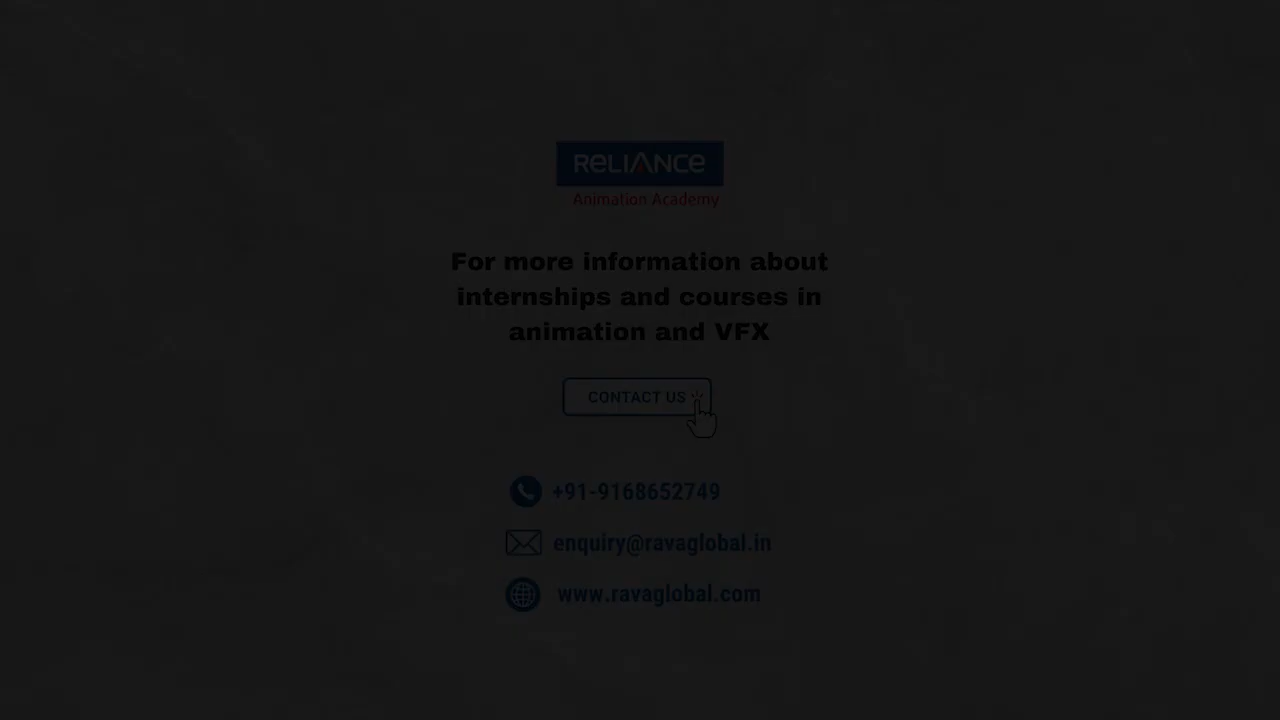 RELIANCE
Animation Academy
For more information about
internships and courses in
animation and VFX
CONTACT US
+91-9168652749
enquiry@ravaglobal.in
www.ravaglobal.com